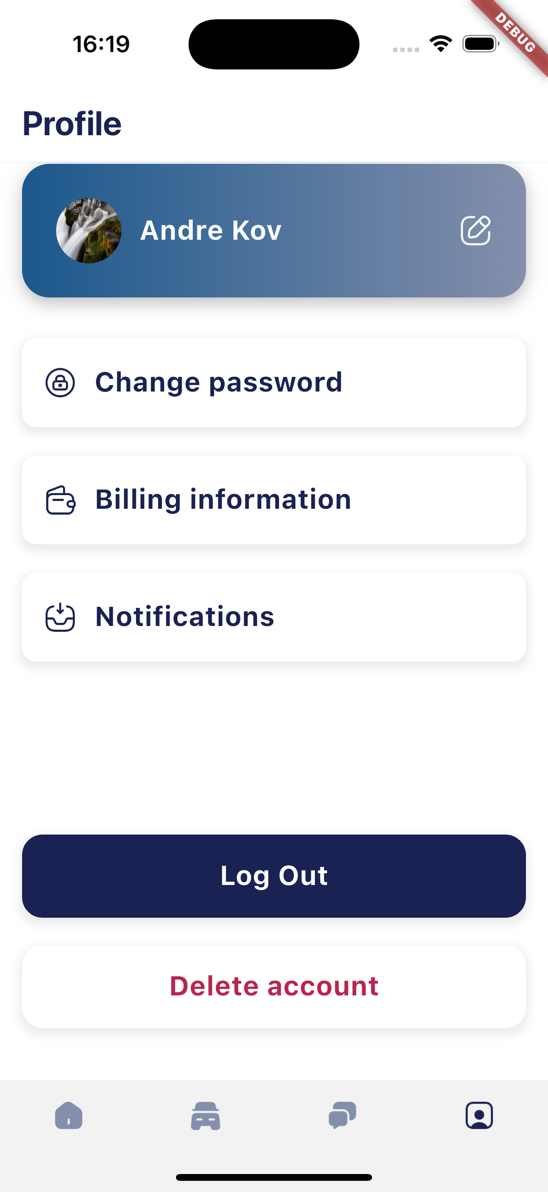 16:19
DEBUG
Profile
Andre Kov
Change password
Billing information
Notifications
Log Out
Delete account